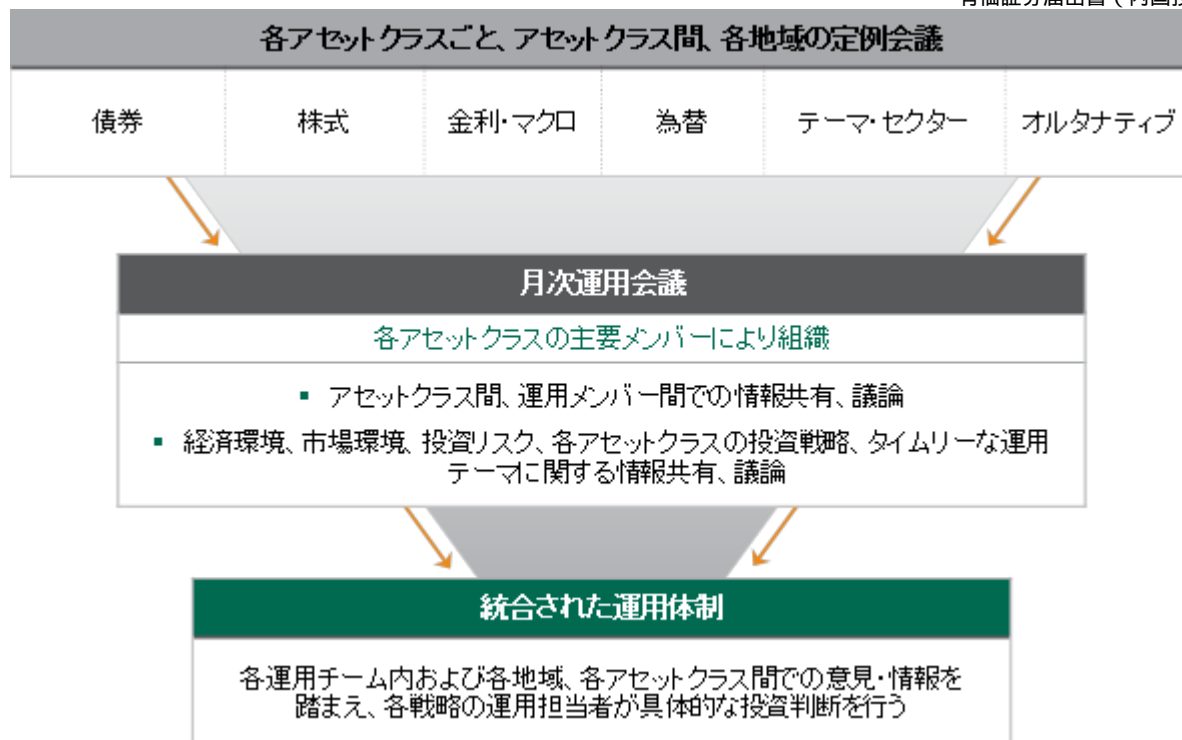 有価証券届出書(内国投
各アセットクラスごと、アセットクラス間、各地域の定例会議
債券 株式 金利・マクロ 為替 テーマ・セクター オルタナティブ
月次運用会議
各アセットクラスの主要メンバーにより組織
▪ アセットクラス間、運用メンバー間での情報共有、議論
▪ 経済環境、市場環境、投資リスク、各アセットクラスの投資戦略、タイムリーな運用
テーマに関する情報共有、議論
統合された運用体制
各運用チーム内および各地域、各アセットクラス間での意見・情報を
踏まえ、各戦略の運用担当者が具体的な投資判断を行う